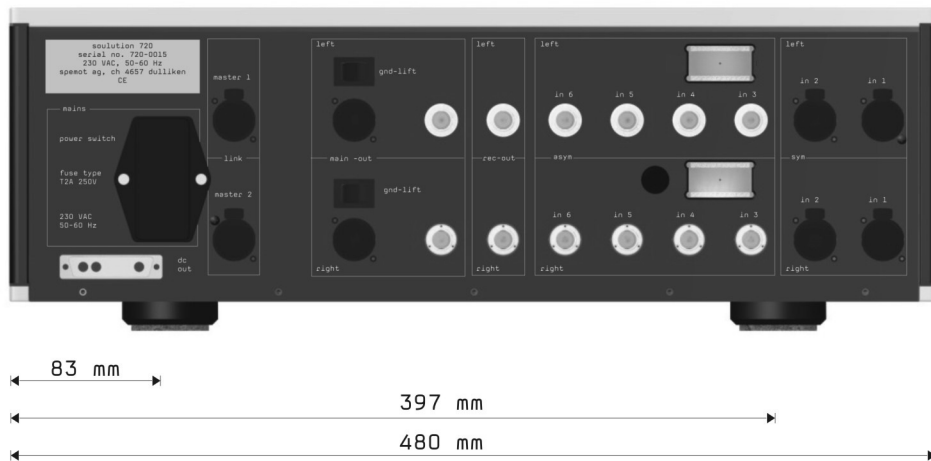 soulution 720
serial no. 720-0015
230 VAC, 50-60 Hz
spemot ag, ch 4657 dulliken
CE
mains
power switch
fuse type
T2A 250V
230 VAC
50-60 Hz
dc
out
master 1
link
master 2
left
gnd-lift
main -out
gnd-lift
right
left
rec-out
right
left
in 6
in 5
in 4
in 3
asym
in 6
in 5
in 4
in 3
right
left
in 2
in 1
sym
in 2
in 1
right
83 mm
397 mm
480 mm